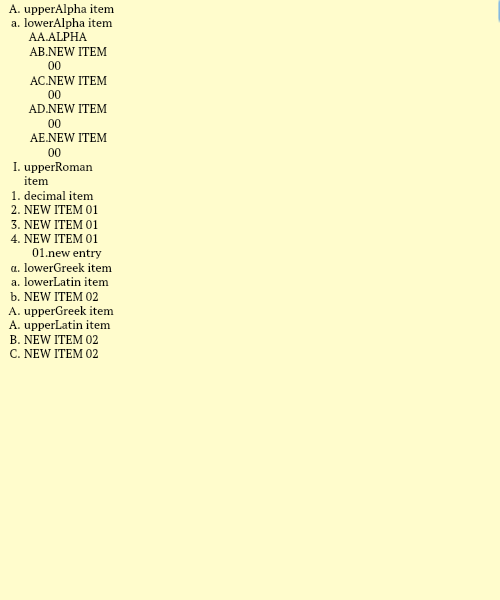 A. upperAlpha item
a. lowerAlpha item
AA.ALPHA
AB.NEW ITEM
00
AC.NEW ITEM
00
AD.NEW ITEM
00
AE.NEW ITEM
00
I. upperRoman
item
1. decimal item
2. NEW ITEM 01
3. NEW ITEM 01
4. NEW ITEM 01
01.new entry
α. lowerGreek item
a. lowerLatin item
b. NEW ITEM 02
Α. upperGreek item
A. upperLatin item
B. NEW ITEM 02
C. NEW ITEM 02